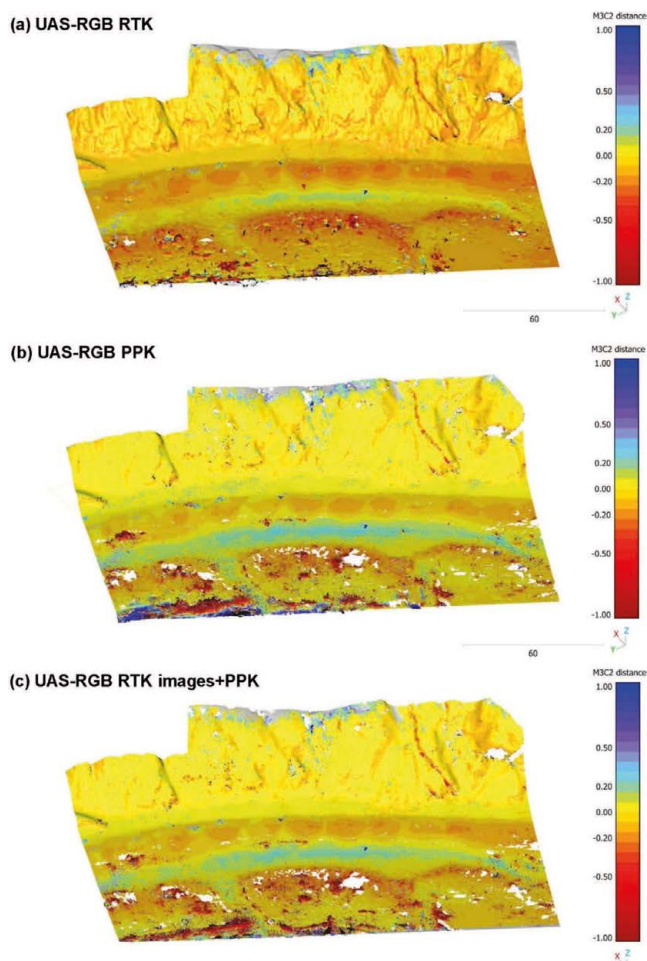 (a) UAS-RGB RTK
M3C2 distance
1.00
0.50
0.20
0.00
-0.20
-0.50
-1.00
60
X Z
Y
(b) UAS-RGB PPK
M3C2 distance
1.00
0.50
0.20
0.00
-0.20
-0.50
-1.00
60
X Z
Y
(c) UAS-RGB RTK images+PPK
M3C2 distance
1.00
0.50
0.20
0.00
-0.20
-0.50
-1.00
X Z